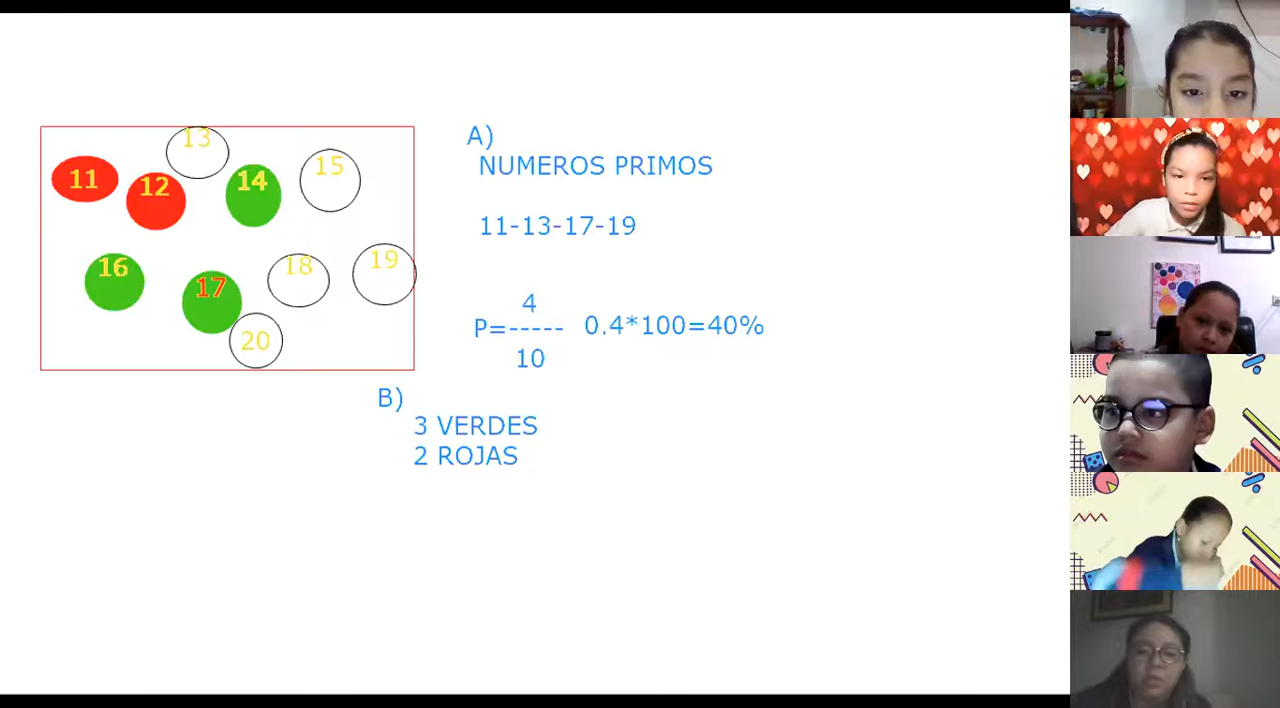 13
15
11
12
14
16
17
18
19
20
A)
NUMEROS PRIMOS
11-13-17-19
4
P=----- 0.4*100=40%
10
B)
3 VERDES
2 ROJAS